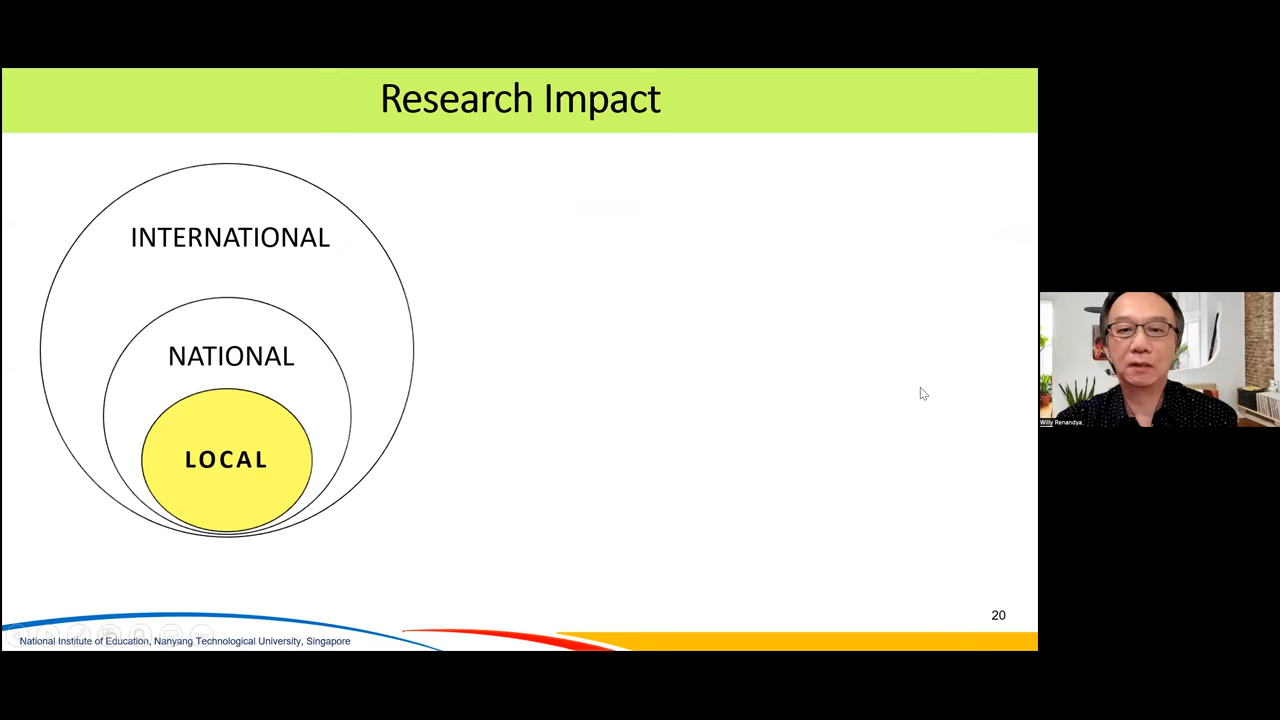 Research Impact
INTERNATIONAL
NATIONAL
LOCAL
20
National Institute of Education, Nanyang Technological University, Singapore
Willy Renandya